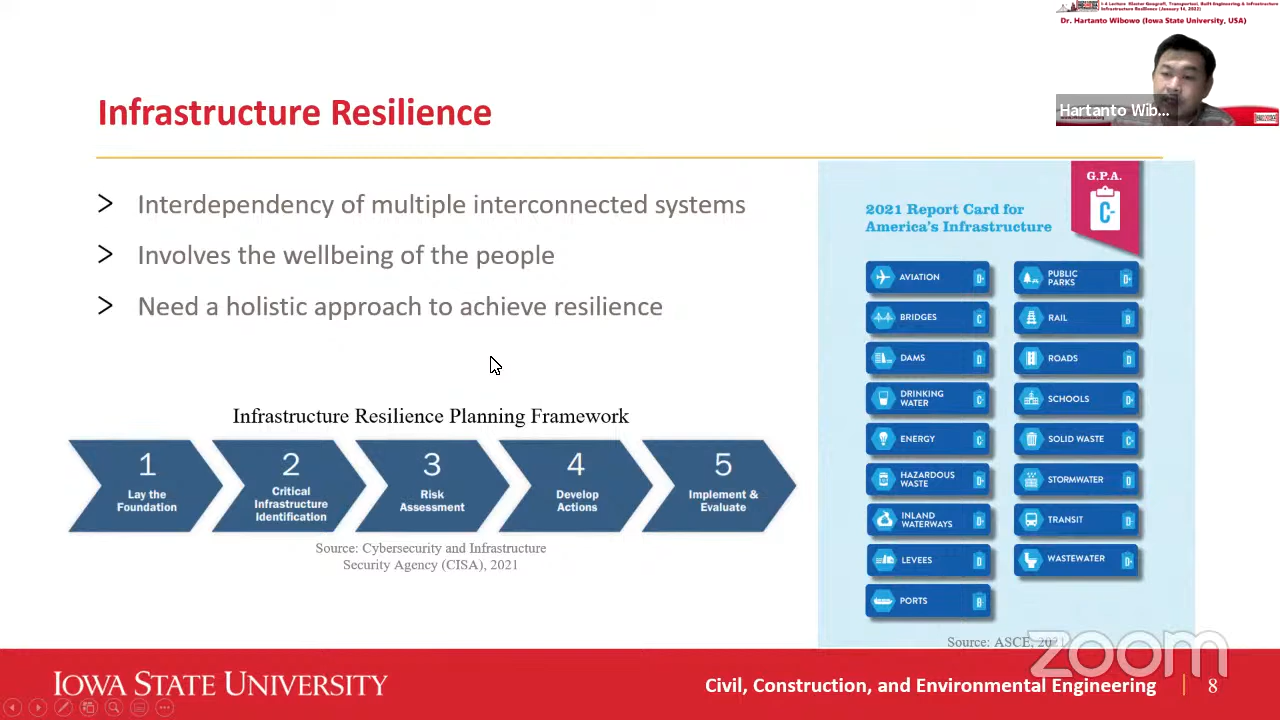 Dr. Hartanto Wibowo (Iowa State University, USA)
Hartanto Wib...
Infrastructure Resilience
Interdependency of multiple interconnected systems
Involves the wellbeing of the people
Need a holistic approach to achieve resilience
Infrastructure Resilience Planning Framework
1
Lay the
Foundation
2
Critical
Infrastructure
Identification
3
Risk
Assessment
4
Develop
Actions
5
Implement &
Evaluate
Source: Cybersecurity and Infrastructure
Security Agency (CISA), 2021
G.P.A.
C-
2021 Report Card for
America's Infrastructure
AVIATION D+
BRIDGES C
DAMS D
DRINKING
WATER C-
ENERGY C-
HAZARDOUS
WASTE D+
INLAND
WATERWAYS D+
LEVEES D
PORTS B-
PUBLIC
PARKS D+
RAIL B
ROADS D
SCHOOLS D+
SOLID WASTE C+
STORMWATER D
TRANSIT D-
WASTEWATER D+
Source: ASCE, 2021
zoom
IOWA STATE UNIVERSITY
Civil, Construction, and Environmental Engineering
8